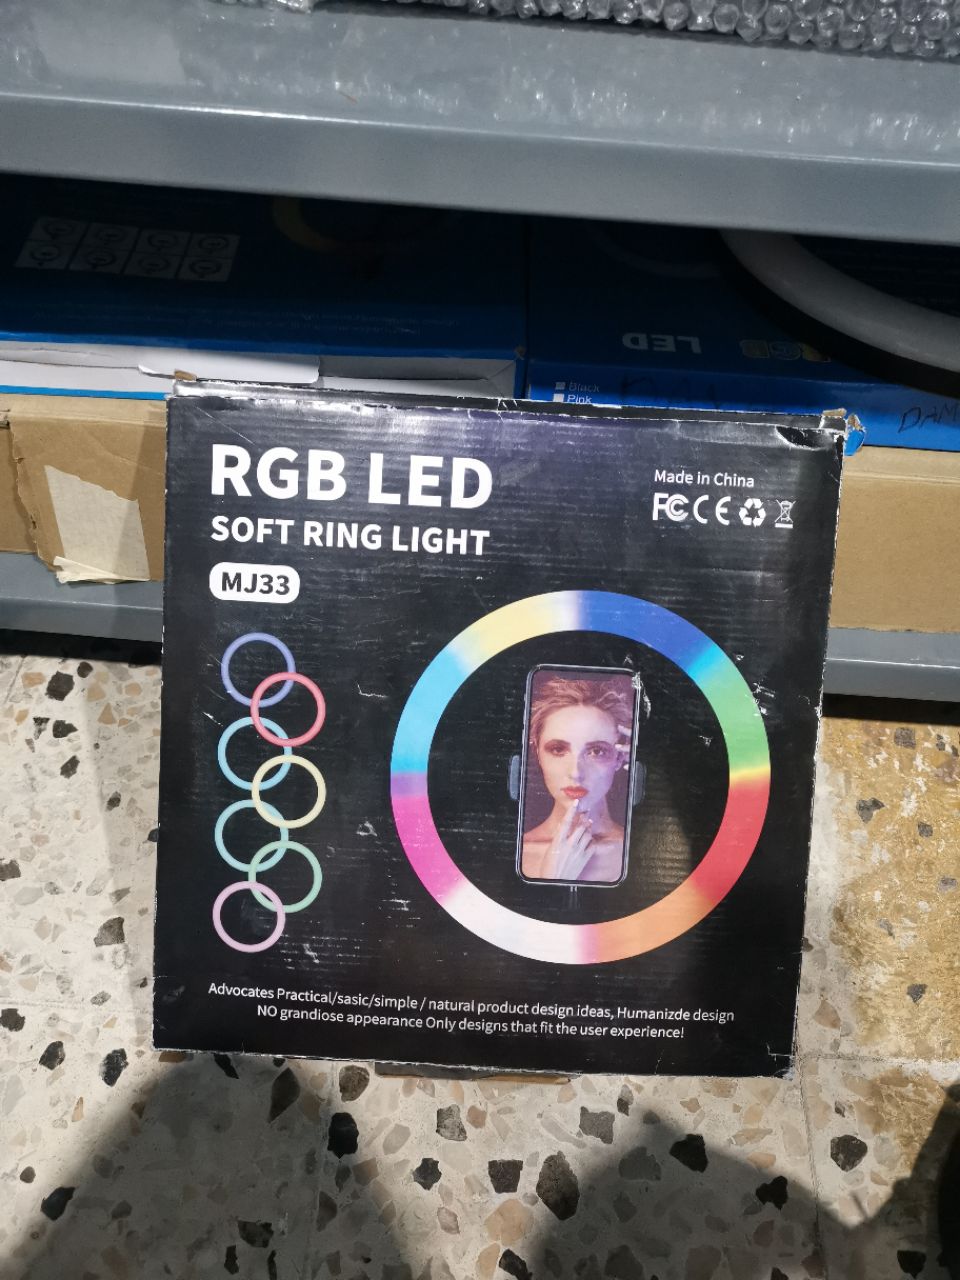 RGB LED
SOFT RING LIGHT
MJ33
Made in China
FC CE
Advocates Practical/sasic/simple / natural product design ideas, Humanizde design
NO grandiose appearance Only designs that fit the user experience!
LED
RGB
Black
Pink